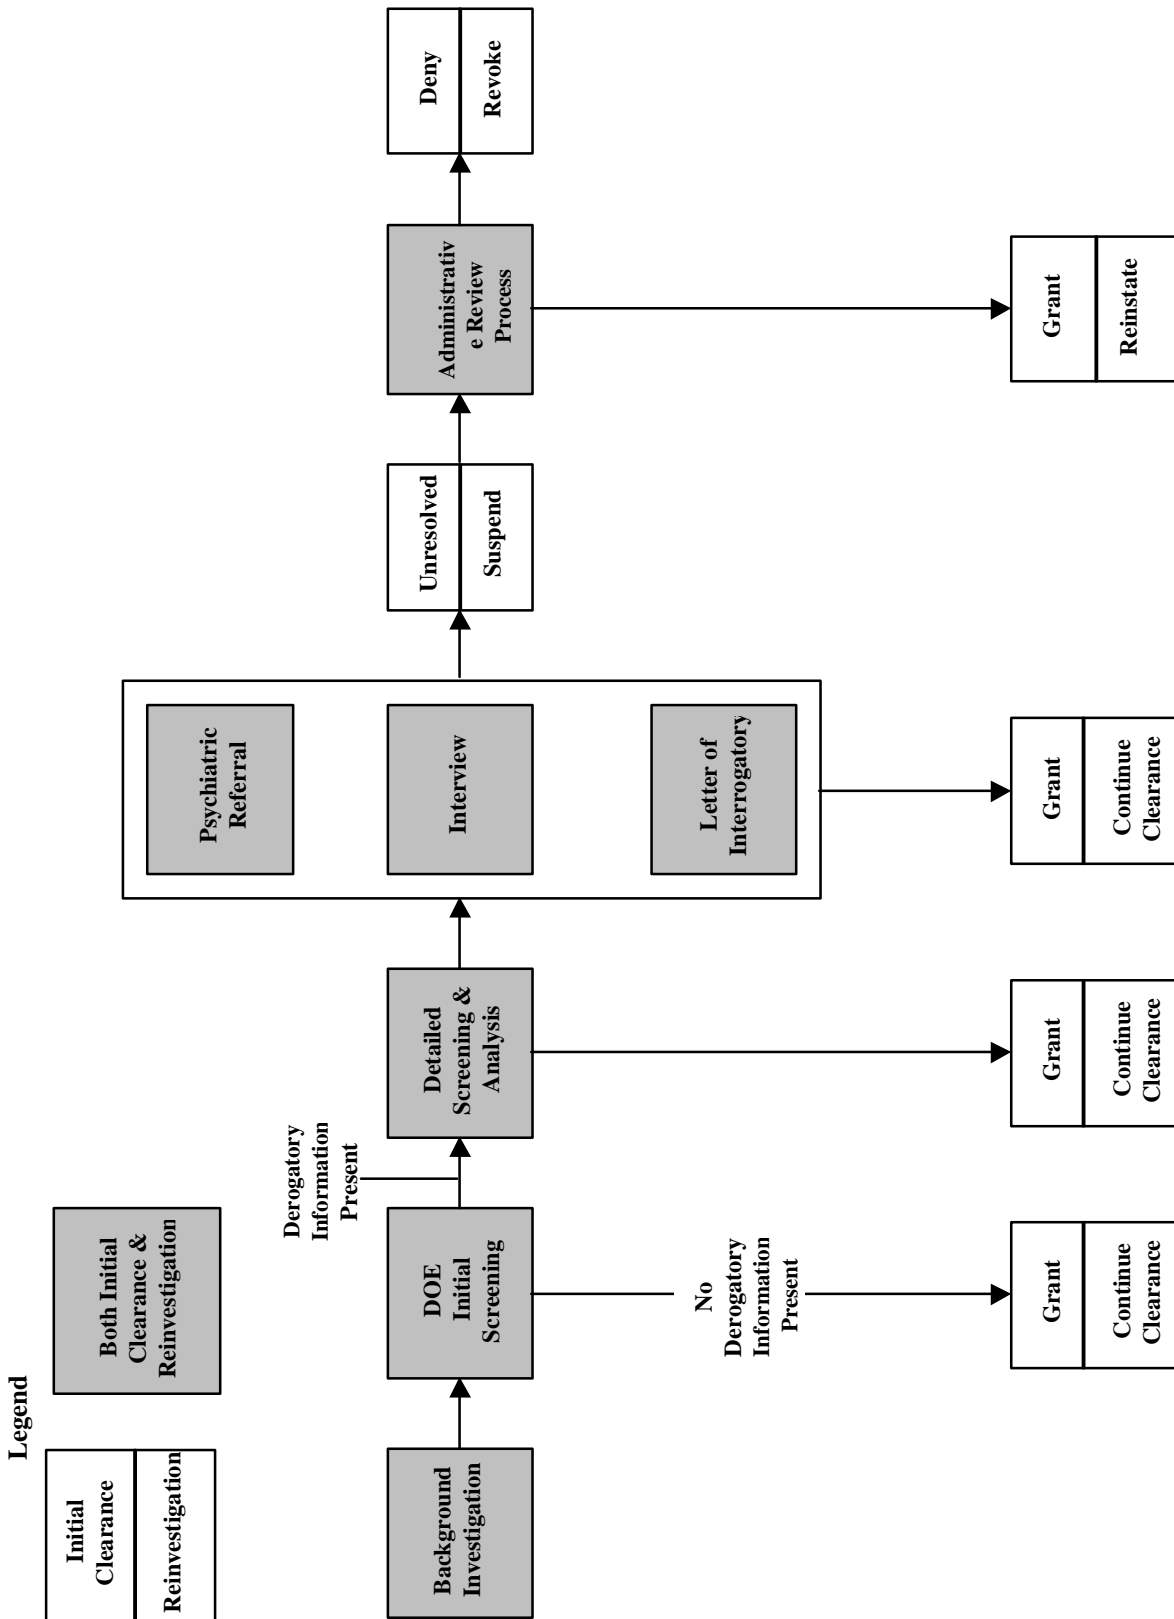 Legend
Initial
Clearance
Reinvestigation
Both Initial
Clearance &
Reinvestigation
Background
Investigation
DOE
Initial
Screening
Derogatory
Information
Present
Detailed
Screening &
Analysis
Psychiatric
Referral
Interview
Letter of
Interrogatory
Unresolved
Suspend
Administrativ
e Review
Process
Deny
Revoke
No
Derogatory
Information
Present
Grant
Continue
Clearance
Grant
Continue
Clearance
Grant
Continue
Clearance
Grant
Reinstate